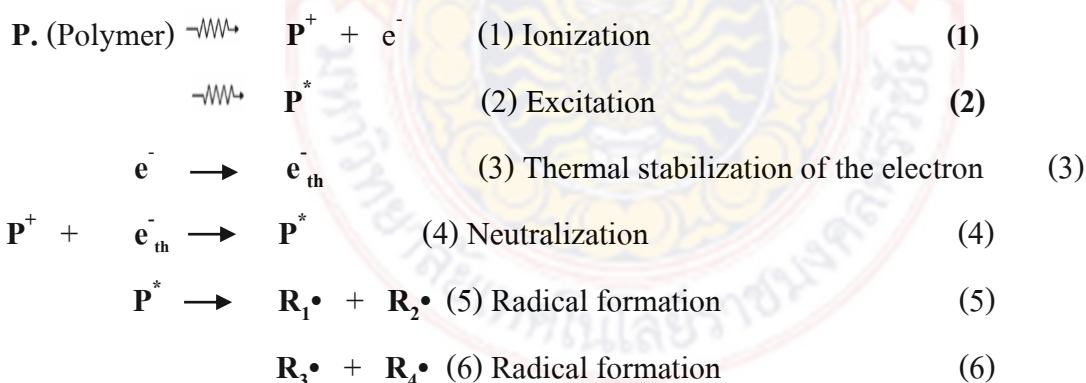 P. (Polymer) P⁺ + e⁻ (1) Ionization (1)
P* (2) Excitation (2)
e⁻ → e⁻th (3) Thermal stabilization of the electron (3)
P⁺ + e⁻th → P* (4) Neutralization (4)
P* → R₁• + R₂• (5) Radical formation (5)
R₃• + R₄• (6) Radical formation (6)